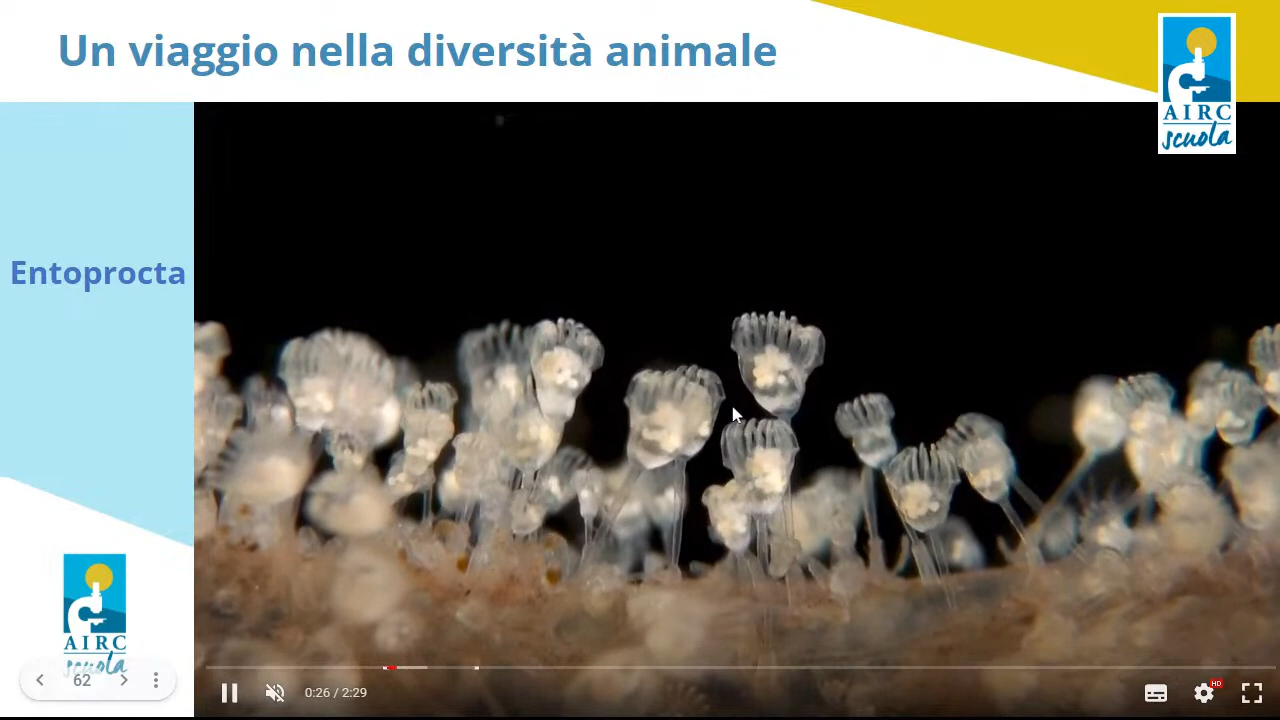 Un viaggio nella diversità animale
AIRC
scuola
Entoprocta
AIRC
scuola
62
0:26 / 2:29
HD